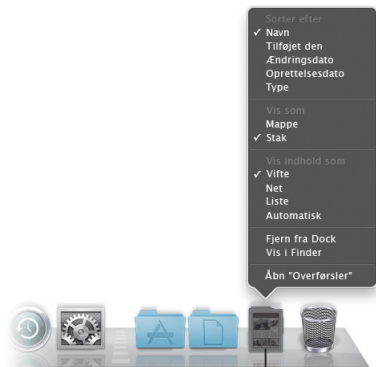 Sorter efter
✓ Navn
Tilføjet den
Ændringsdato
Oprettelsesdato
Type
Vis som
Mappe
✓ Stak
Vis indhold som
✓ Vifte
Net
Liste
Automatisk
Fjern fra Dock
Vis i Finder
Åbn "Overførsler"